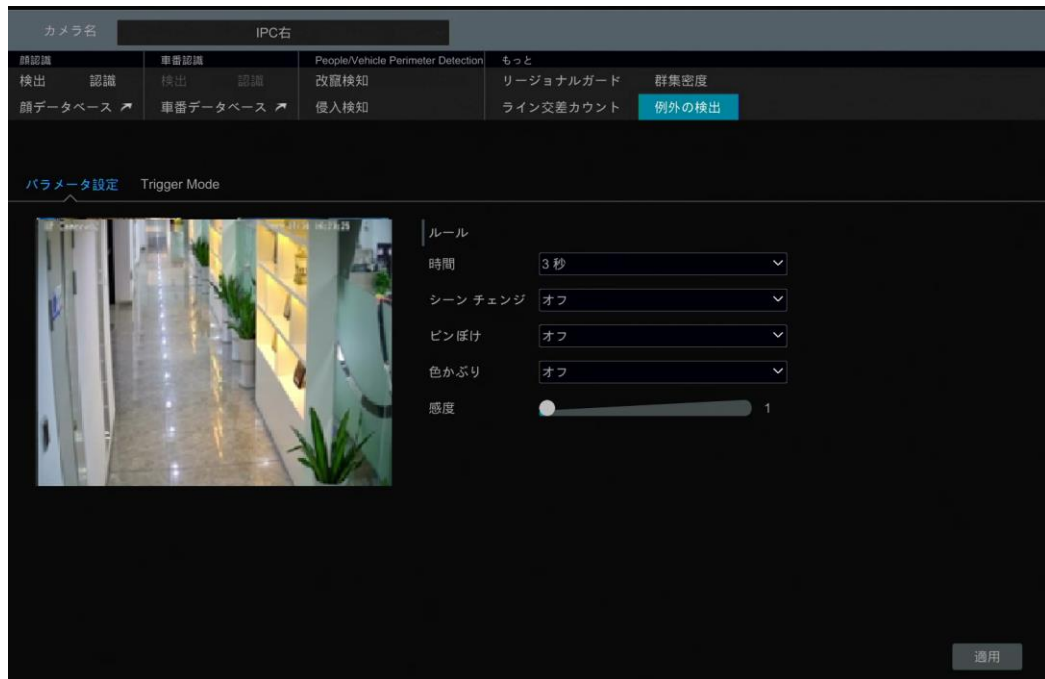 カメラ名 IPC右
顔認識 車番認識 People/Vehicle Perimeter Detection もっと
検出 認識 検出 認識 改竄検知 リージョナルガード 群集密度
顔データベース 車番データベース 侵入検知 ライン交差カウント 例外の検出
パラメータ設定 Trigger Mode
ルール
時間 3 秒
シーン チェンジ オフ
ピンぼけ オフ
色かぶり オフ
感度 1
適用